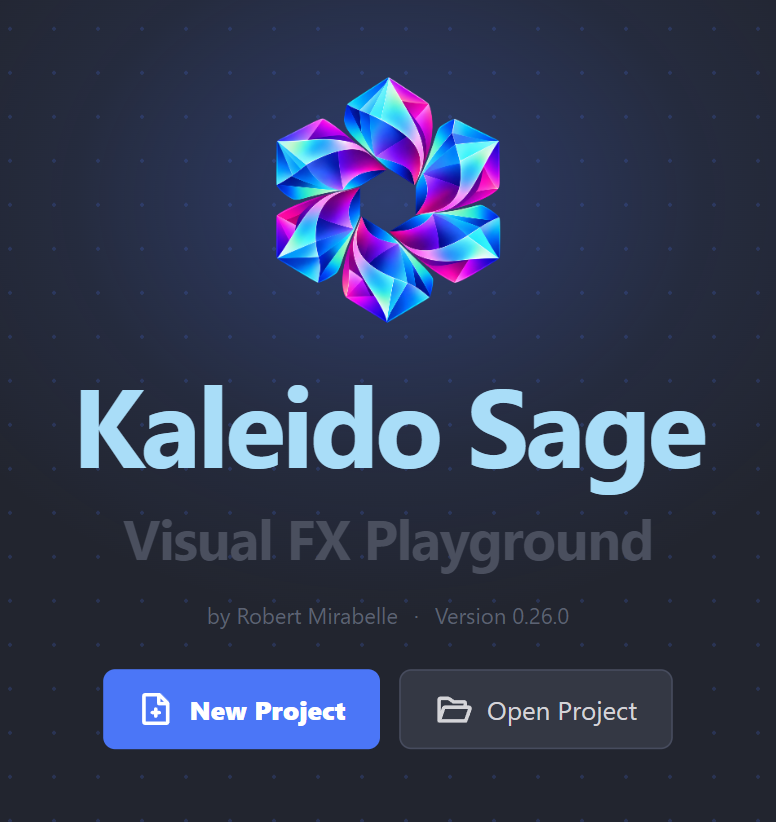 Kaleido Sage
Visual FX Playground
by Robert Mirabelle · Version 0.26.0
New Project
Open Project